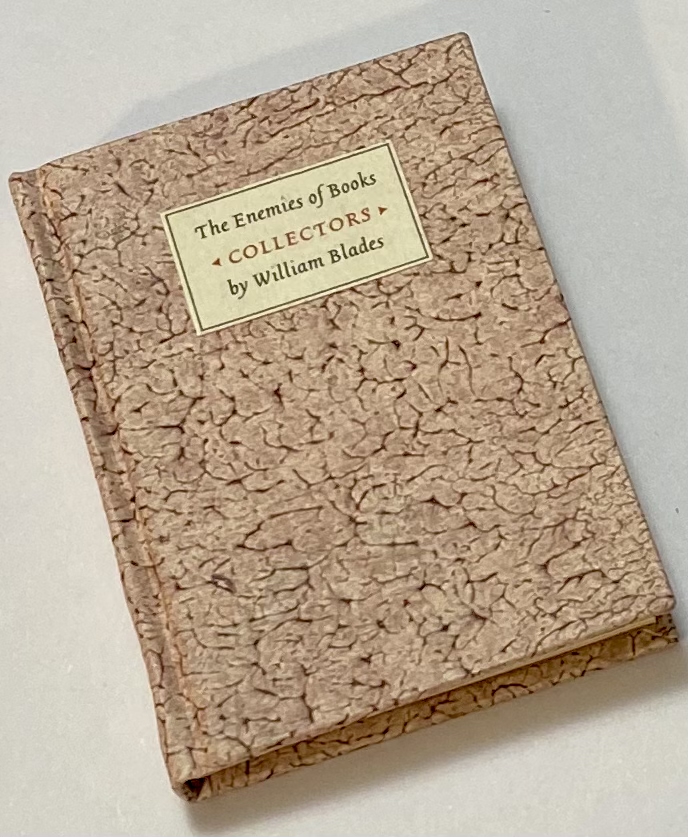 The Enemies of Books
◂ COLLECTORS ▸
by William Blades